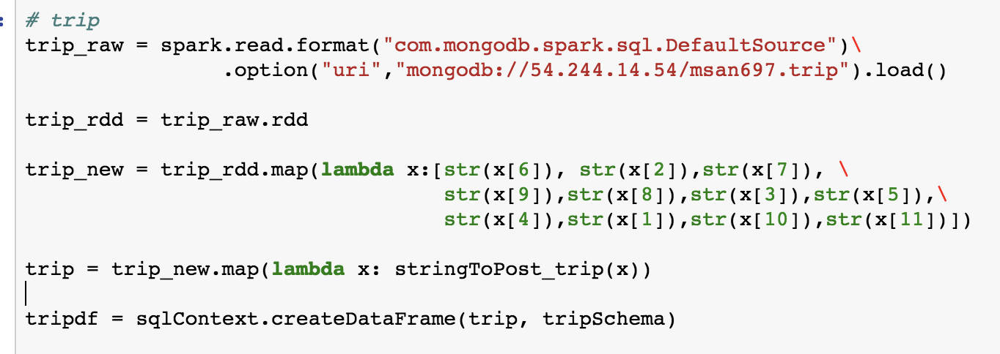 :
# trip
trip_raw = spark.read.format("com.mongodb.spark.sql.DefaultSource")\
                .option("uri","mongodb://54.244.14.54/msan697.trip").load()
trip_rdd = trip_raw.rdd
trip_new = trip_rdd.map(lambda x:[str(x[6]), str(x[2]),str(x[7]), \
                                  str(x[9]),str(x[8]),str(x[3]),str(x[5]),\
                                  str(x[4]),str(x[1]),str(x[10]),str(x[11])])
trip = trip_new.map(lambda x: stringToPost_trip(x))
tripdf = sqlContext.createDataFrame(trip, tripSchema)